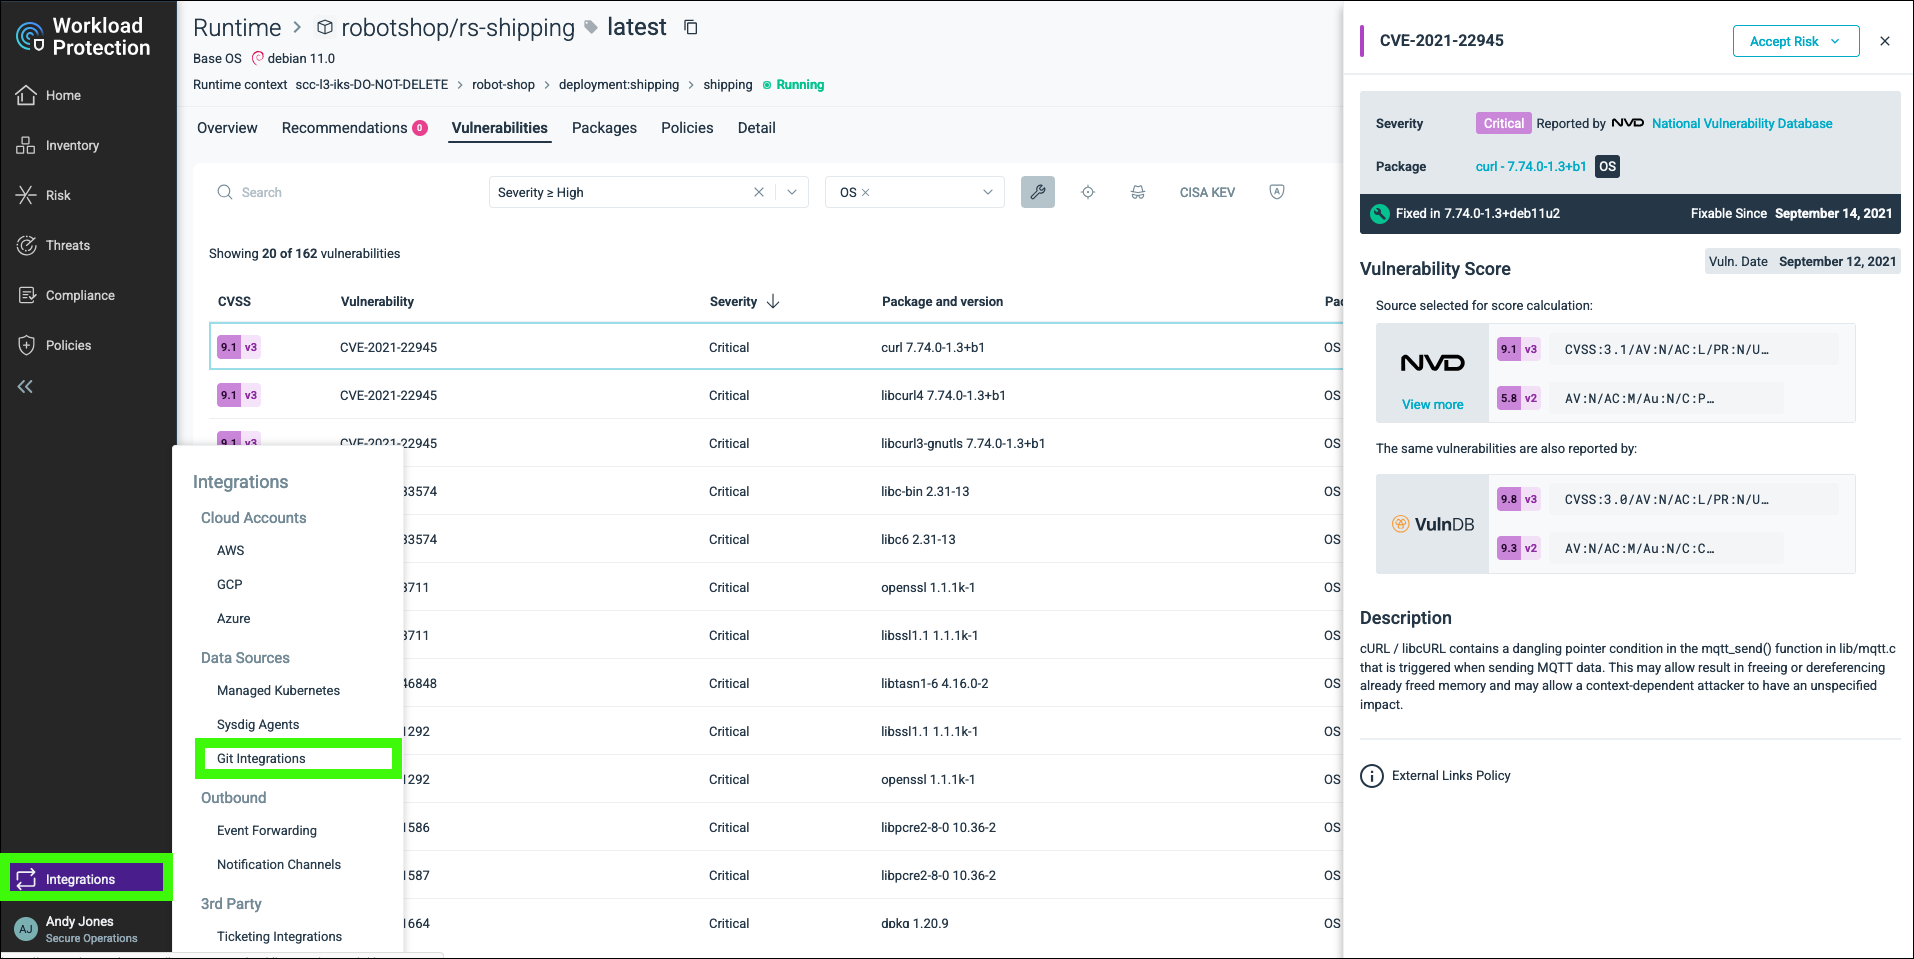 Workload
Protection
Home
Inventory
Risk
Threats
Compliance
Policies
Integrations
AJ
Andy Jones
Secure Operations
Runtime > robotshop/rs-shipping latest
Base OS debian 11.0
Runtime context scc-l3-iks-DO-NOT-DELETE > robot-shop > deployment:shipping > shipping Running
Overview Recommendations 0 Vulnerabilities Packages Policies Detail
Search Severity ≥ High OS CISA KEV
Showing 20 of 162 vulnerabilities
CVSS Vulnerability Severity Package and version
9.1 v3 CVE-2021-22945 Critical curl 7.74.0-1.3+b1 OS
9.1 v3 CVE-2021-22945 Critical libcurl4 7.74.0-1.3+b1 OS
9.1 v3 CVE-2021-22945 Critical libcurl3-gnutls 7.74.0-1.3+b1 OS
33574 Critical libc-bin 2.31-13 OS
33574 Critical libc6 2.31-13 OS
3711 Critical openssl 1.1.1k-1 OS
3711 Critical libssl1.1 1.1.1k-1 OS
46848 Critical libtasn1-6 4.16.0-2 OS
1292 Critical libssl1.1 1.1.1k-1 OS
1292 Critical openssl 1.1.1k-1 OS
1586 Critical libpcre2-8-0 10.36-2 OS
1587 Critical libpcre2-8-0 10.36-2 OS
1664 Critical dpkg 1.20.9 OS
Integrations
Cloud Accounts
AWS
GCP
Azure
Data Sources
Managed Kubernetes
Sysdig Agents
Git Integrations
Outbound
Event Forwarding
Notification Channels
3rd Party
Ticketing Integrations
CVE-2021-22945 Accept Risk
Severity Critical Reported by NVD National Vulnerability Database
Package curl - 7.74.0-1.3+b1 OS
Fixed in 7.74.0-1.3+deb11u2 Fixable Since September 14, 2021
Vulnerability Score Vuln. Date September 12, 2021
Source selected for score calculation:
NVD
View more
9.1 v3 CVSS:3.1/AV:N/AC:L/PR:N/U…
5.8 v2 AV:N/AC:M/Au:N/C:P…
The same vulnerabilities are also reported by:
VulnDB
9.8 v3 CVSS:3.0/AV:N/AC:L/PR:N/U…
9.3 v2 AV:N/AC:M/Au:N/C:C…
Description
cURL / libcURL contains a dangling pointer condition in the mqtt_send() function in lib/mqtt.c
that is triggered when sending MQTT data. This may allow result in freeing or dereferencing
already freed memory and may allow a context-dependent attacker to have an unspecified
impact.
External Links Policy